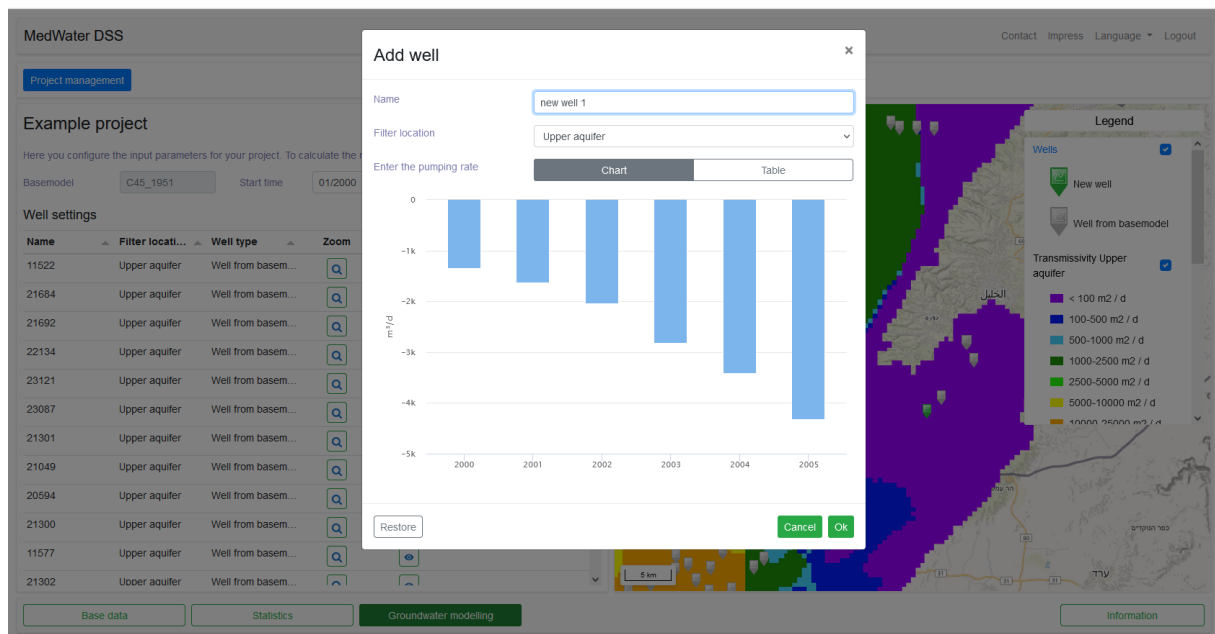 MedWater DSS
Contact Impress Language Logout
Project management
Add well
×
Name
new well 1
Filter location
Upper aquifer
Enter the pumping rate
Chart Table
0
-1k
-2k
-3k
-4k
-5k
m³/d
2000 2001 2002 2003 2004 2005
Restore
Cancel Ok
Example project
Here you configure the input parameters for your project. To calculate the
Basemodel C45_1951 Start time 01/2000
Well settings
Name Filter locati... Well type Zoom
11522 Upper aquifer Well from basem...
21684 Upper aquifer Well from basem...
21692 Upper aquifer Well from basem...
22134 Upper aquifer Well from basem...
23121 Upper aquifer Well from basem...
23087 Upper aquifer Well from basem...
21301 Upper aquifer Well from basem...
21049 Upper aquifer Well from basem...
20594 Upper aquifer Well from basem...
21300 Upper aquifer Well from basem...
11577 Upper aquifer Well from basem...
21302 Upper aquifer Well from basem...
Legend
Wells
New well
Well from basemodel
Transmissivity Upper
aquifer
< 100 m2 / d
100-500 m2 / d
500-1000 m2 / d
1000-2500 m2 / d
2500-5000 m2 / d
5000-10000 m2 / d
10000-25000 m2 / d
الخليل
כפר הנוקדים
ערד
5 km
31
31
Base data Statistics Groundwater modelling Information